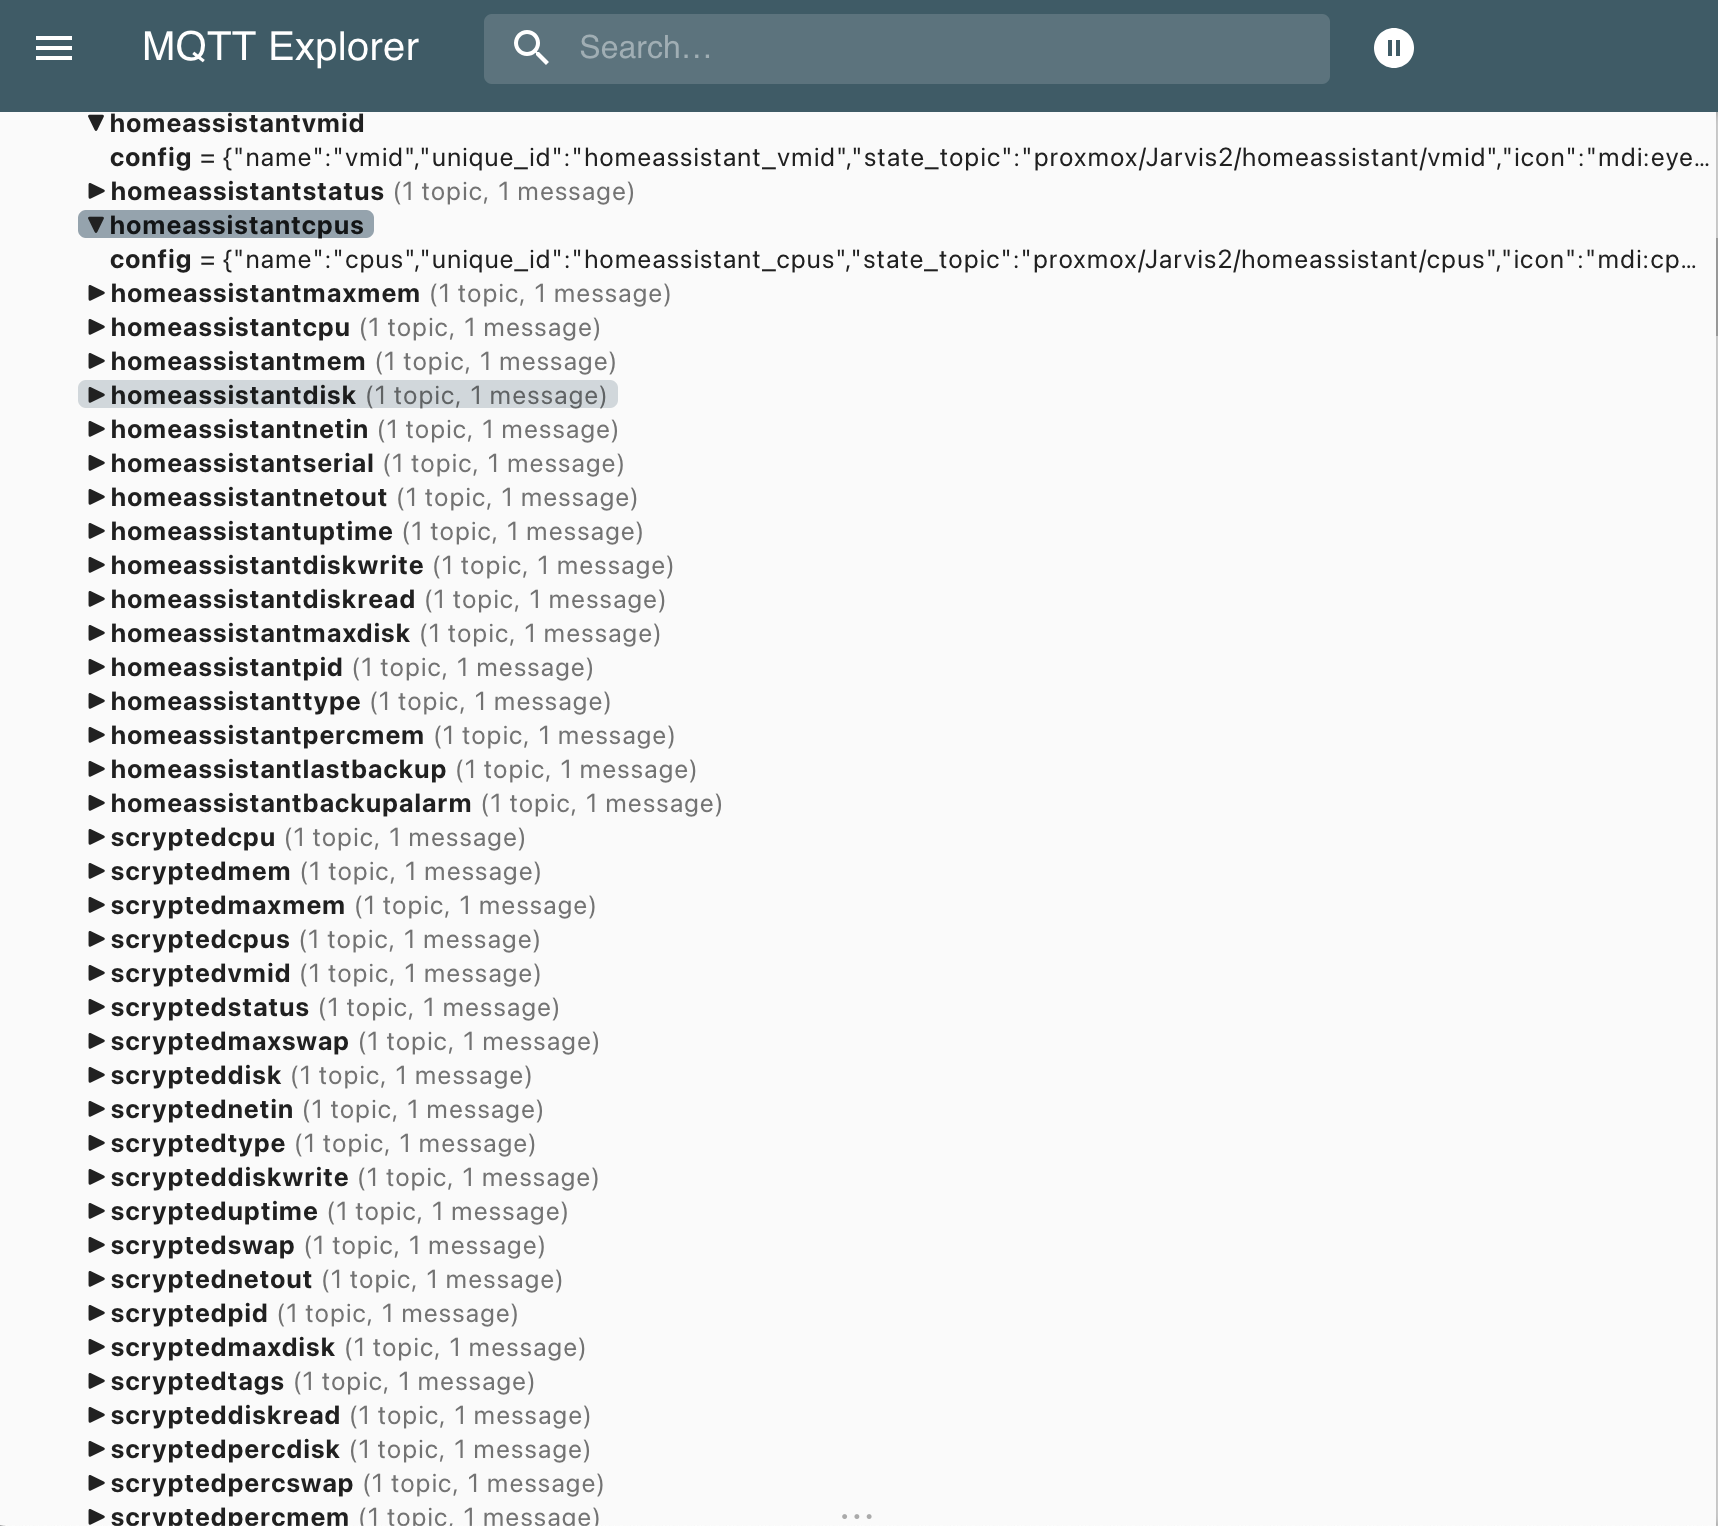 MQTT Explorer
Search...
homeassistantvmid
config = {"name":"vmid","unique_id":"homeassistant_vmid","state_topic":"proxmox/Jarvis2/homeassistant/vmid","icon":"mdi:eye...
homeassistantstatus (1 topic, 1 message)
homeassistantcpus
config = {"name":"cpus","unique_id":"homeassistant_cpus","state_topic":"proxmox/Jarvis2/homeassistant/cpus","icon":"mdi:cp...
homeassistantmaxmem (1 topic, 1 message)
homeassistantcpu (1 topic, 1 message)
homeassistantmem (1 topic, 1 message)
homeassistantdisk (1 topic, 1 message)
homeassistantnetin (1 topic, 1 message)
homeassistantserial (1 topic, 1 message)
homeassistantnetout (1 topic, 1 message)
homeassistantuptime (1 topic, 1 message)
homeassistantdiskwrite (1 topic, 1 message)
homeassistantdiskread (1 topic, 1 message)
homeassistantmaxdisk (1 topic, 1 message)
homeassistantpid (1 topic, 1 message)
homeassistanttype (1 topic, 1 message)
homeassistantpercmem (1 topic, 1 message)
homeassistantlastbackup (1 topic, 1 message)
homeassistantbackupalarm (1 topic, 1 message)
scryptedcpu (1 topic, 1 message)
scryptedmem (1 topic, 1 message)
scryptedmaxmem (1 topic, 1 message)
scryptedcpus (1 topic, 1 message)
scryptedvmid (1 topic, 1 message)
scryptedstatus (1 topic, 1 message)
scryptedmaxswap (1 topic, 1 message)
scrypteddisk (1 topic, 1 message)
scryptednetin (1 topic, 1 message)
scryptedtype (1 topic, 1 message)
scrypteddiskwrite (1 topic, 1 message)
scrypteduptime (1 topic, 1 message)
scryptedswap (1 topic, 1 message)
scryptednetout (1 topic, 1 message)
scryptedpid (1 topic, 1 message)
scryptedmaxdisk (1 topic, 1 message)
scryptedtags (1 topic, 1 message)
scrypteddiskread (1 topic, 1 message)
scryptedpercdisk (1 topic, 1 message)
scryptedpercswap (1 topic, 1 message)
scryptedpercmem (1 topic, 1 message)